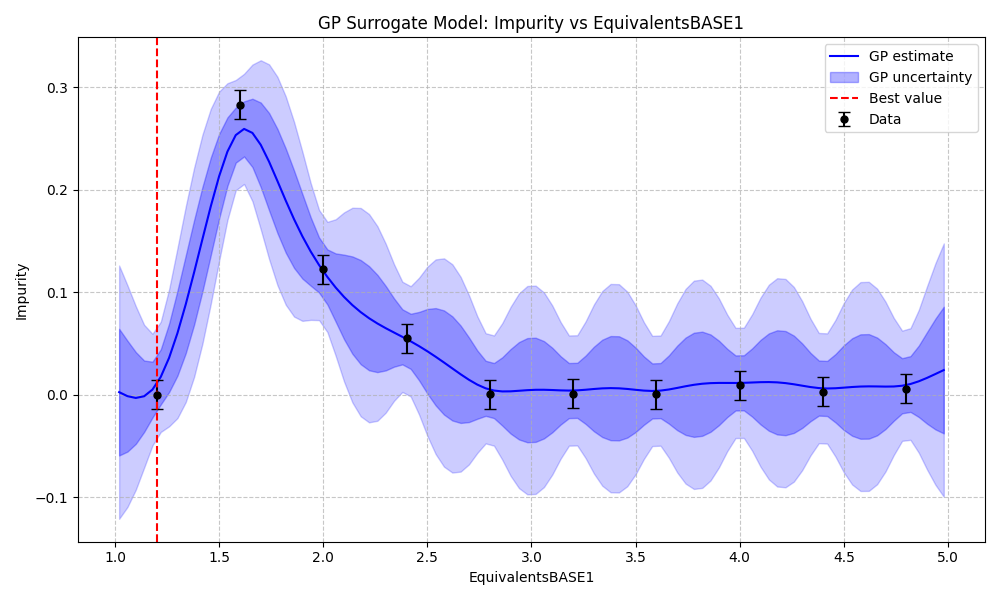 GP Surrogate Model: Impurity vs EquivalentsBASE1
GP estimate
GP uncertainty
Best value
Data
Impurity
0.3
0.2
0.1
0.0
−0.1
1.0 1.5 2.0 2.5 3.0 3.5 4.0 4.5 5.0
EquivalentsBASE1